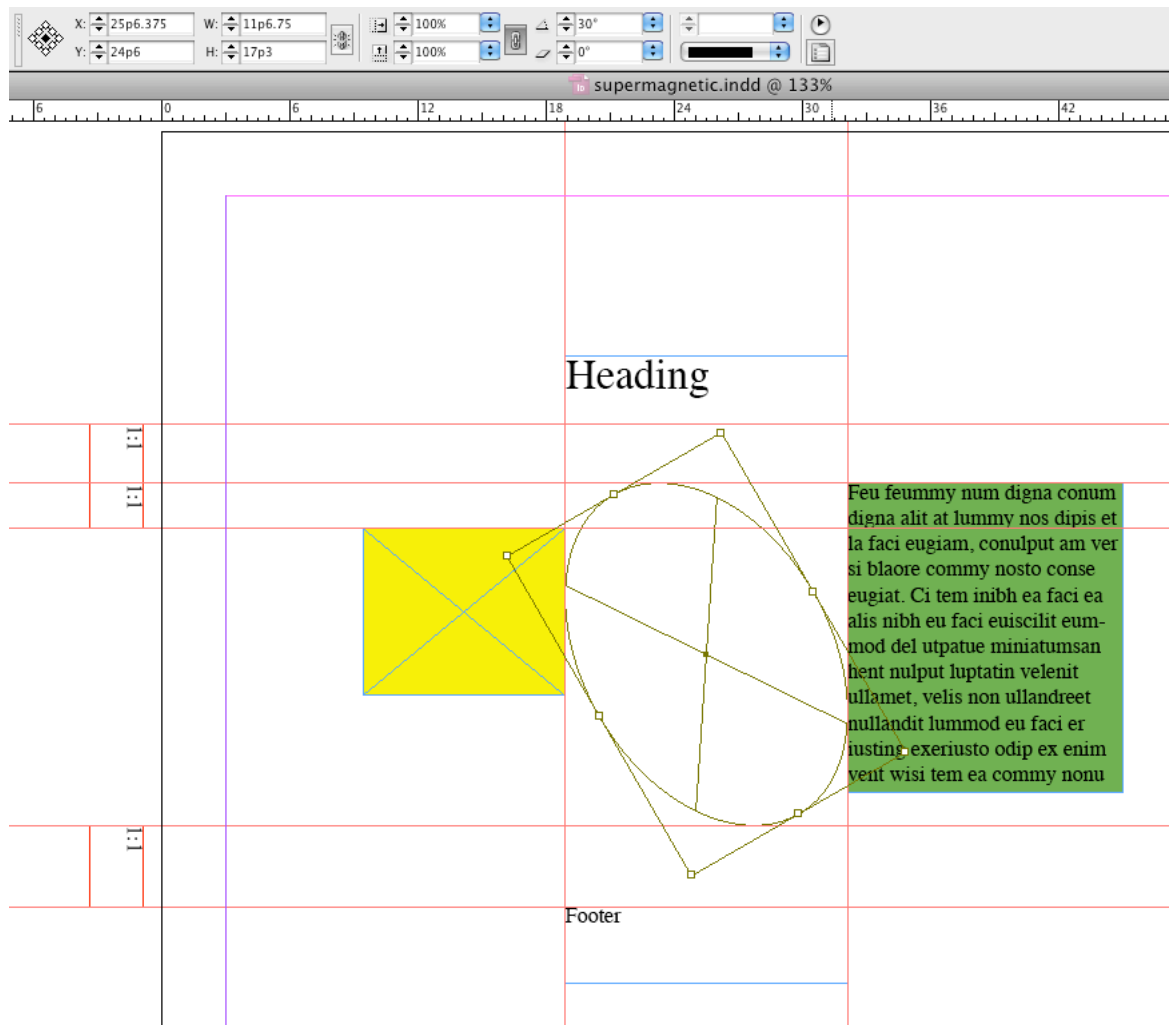 X: 25p6.375 W: 11p6.75 100% 30°
Y: 24p6 H: 17p3 100% 0°
supermagnetic.indd @ 133%
6 0 6 12 18 24 30 36 42
Heading
1:1
1:1
Feu feummy num digna conum
digna alit at lummy nos dipis et
la faci eugiam, conulput am ver
si blaore commy nosto conse
eugiat. Ci tem inibh ea faci ea
alis nibh eu faci euiscilit eum-
mod del utpatue miniatumsan
hent nulput luptatin velenit
ullamet, velis non ullandreet
nullandit lummod eu faci er
iusting exeriusto odip ex enim
vent wisi tem ea commy nonu
1:1
Footer